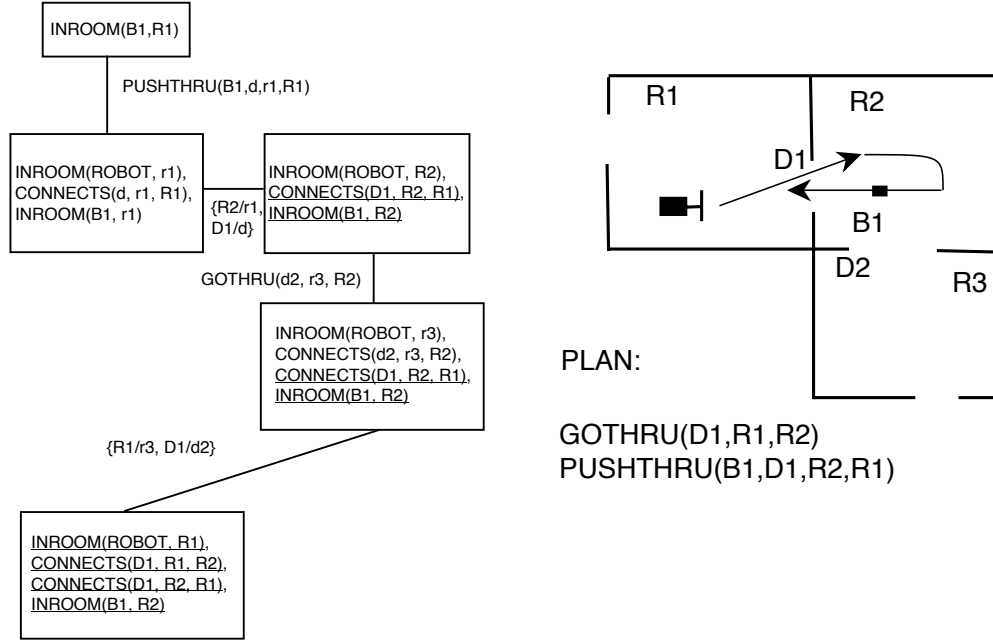 INROOM(B1,R1)
PUSHTHRU(B1,d,r1,R1)
INROOM(ROBOT, r1),
CONNECTS(d, r1, R1),
INROOM(B1, r1)
{R2/r1,
D1/d}
INROOM(ROBOT, R2),
CONNECTS(D1, R2, R1),
INROOM(B1, R2)
GOTHRU(d2, r3, R2)
INROOM(ROBOT, r3),
CONNECTS(d2, r3, R2),
CONNECTS(D1, R2, R1),
INROOM(B1, R2)
{R1/r3, D1/d2}
INROOM(ROBOT, R1),
CONNECTS(D1, R1, R2),
CONNECTS(D1, R2, R1),
INROOM(B1, R2)
R1
R2
D1
B1
D2
R3
PLAN:
GOTHRU(D1,R1,R2)
PUSHTHRU(B1,D1,R2,R1)